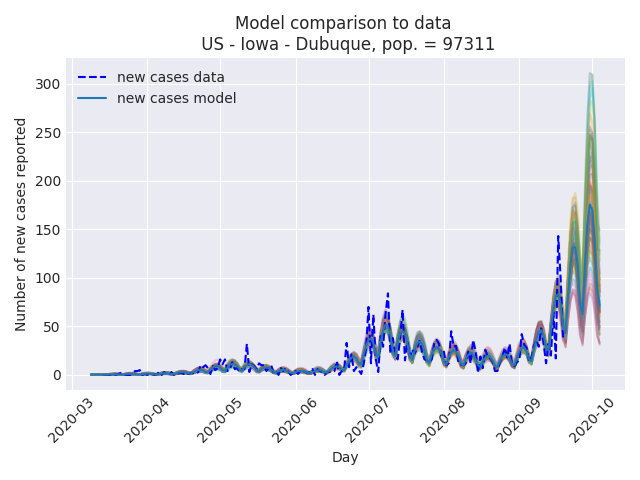 Model comparison to data
US - Iowa - Dubuque, pop. = 97311
new cases data
new cases model
Number of new cases reported
300
250
200
150
100
50
0
2020-03
2020-04
2020-05
2020-06
2020-07
2020-08
2020-09
2020-10
Day